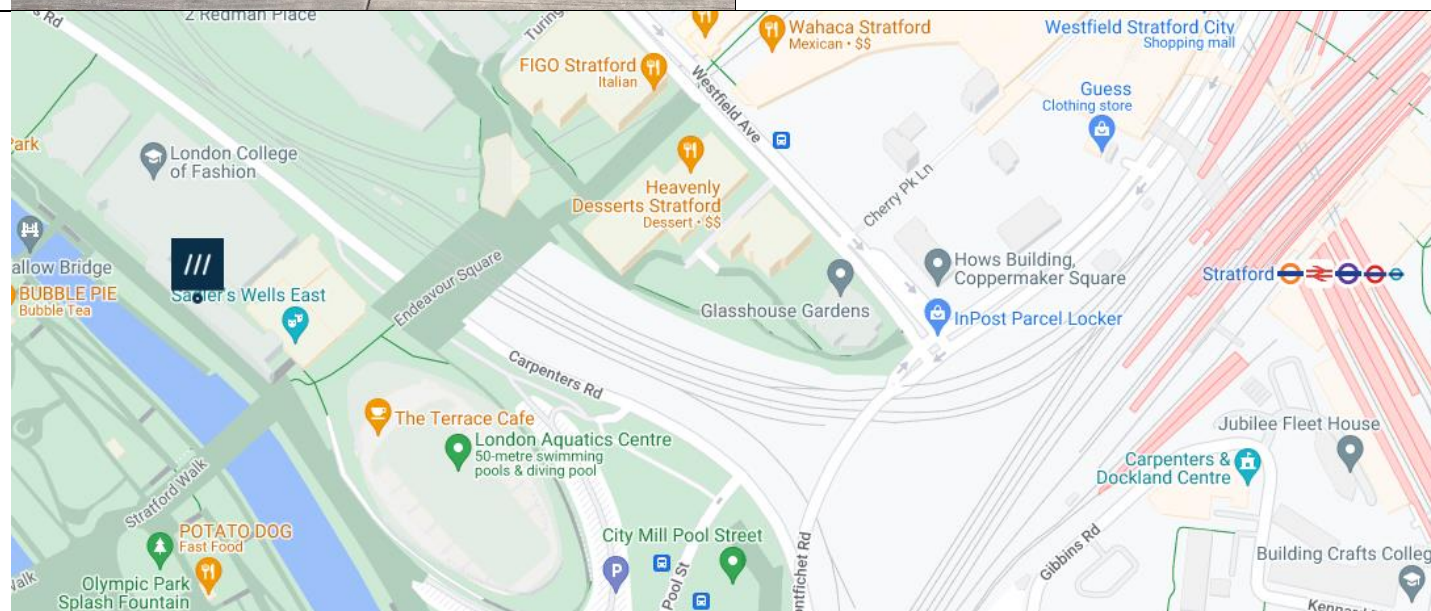 2 Redman Place
s Rd
Turing
Wahaca Stratford
Mexican • $$
Westfield Stratford City
Shopping mall
FIGO Stratford
Italian
Westfield Ave
Guess
Clothing store
Park
London College
of Fashion
Heavenly
Desserts Stratford
Dessert • $$
Cherry Pk Ln
allow Bridge
BUBBLE PIE
Bubble Tea
Sadler's Wells East
Endeavour Square
Glasshouse Gardens
Hows Building,
Coppermaker Square
Stratford
InPost Parcel Locker
Carpenters Rd
The Terrace Cafe
London Aquatics Centre
50-metre swimming
pools & diving pool
Jubilee Fleet House
Carpenters &
Dockland Centre
Stratford Walk
POTATO DOG
Fast Food
City Mill Pool Street
P
Pool St
ontfichet Rd
Gibbins Rd
Building Crafts Colleg
Walk
Olympic Park
Splash Fountain